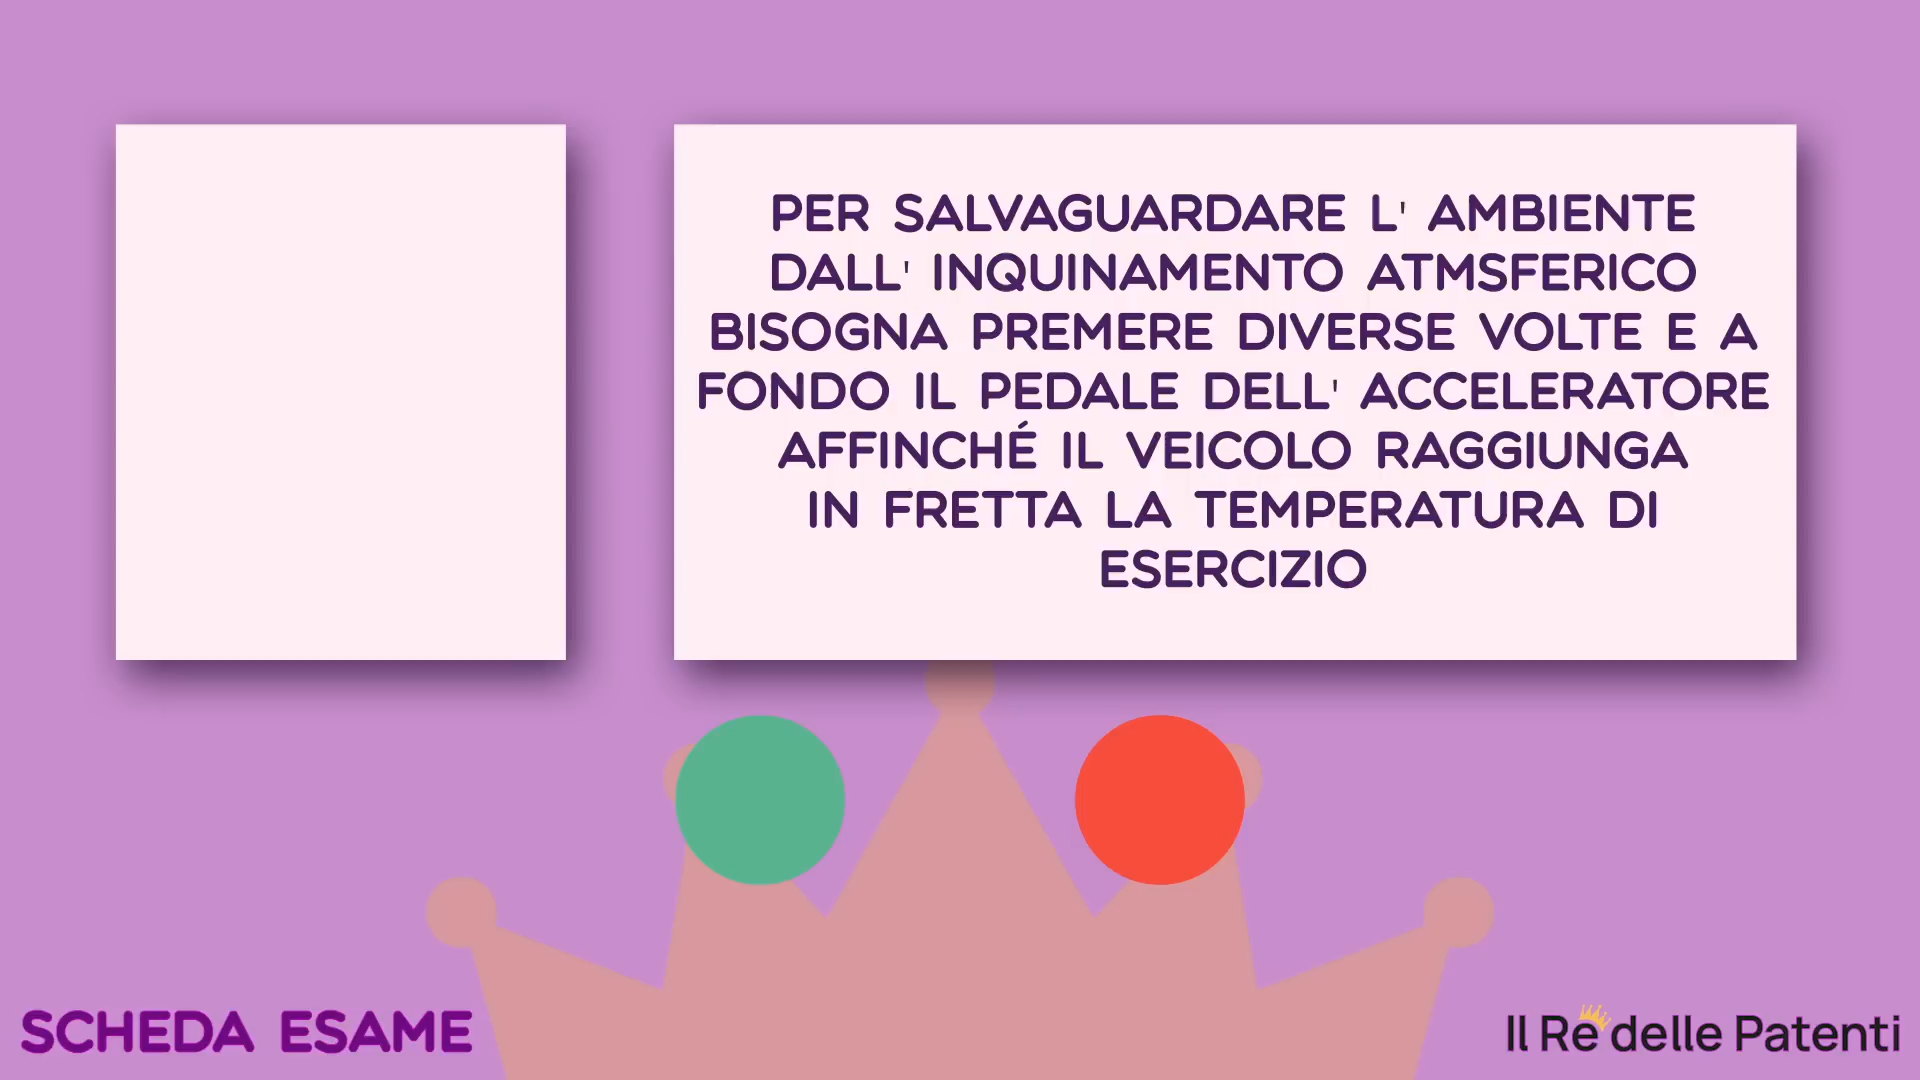 PER SALVAGUARDARE L' AMBIENTE
DALL' INQUINAMENTO ATMSFERICO
BISOGNA PREMERE DIVERSE VOLTE E A
FONDO IL PEDALE DELL' ACCELERATORE
AFFINCHÉ IL VEICOLO RAGGIUNGA
IN FRETTA LA TEMPERATURA DI
ESERCIZIO
SCHEDA ESAME
Il Re delle Patenti